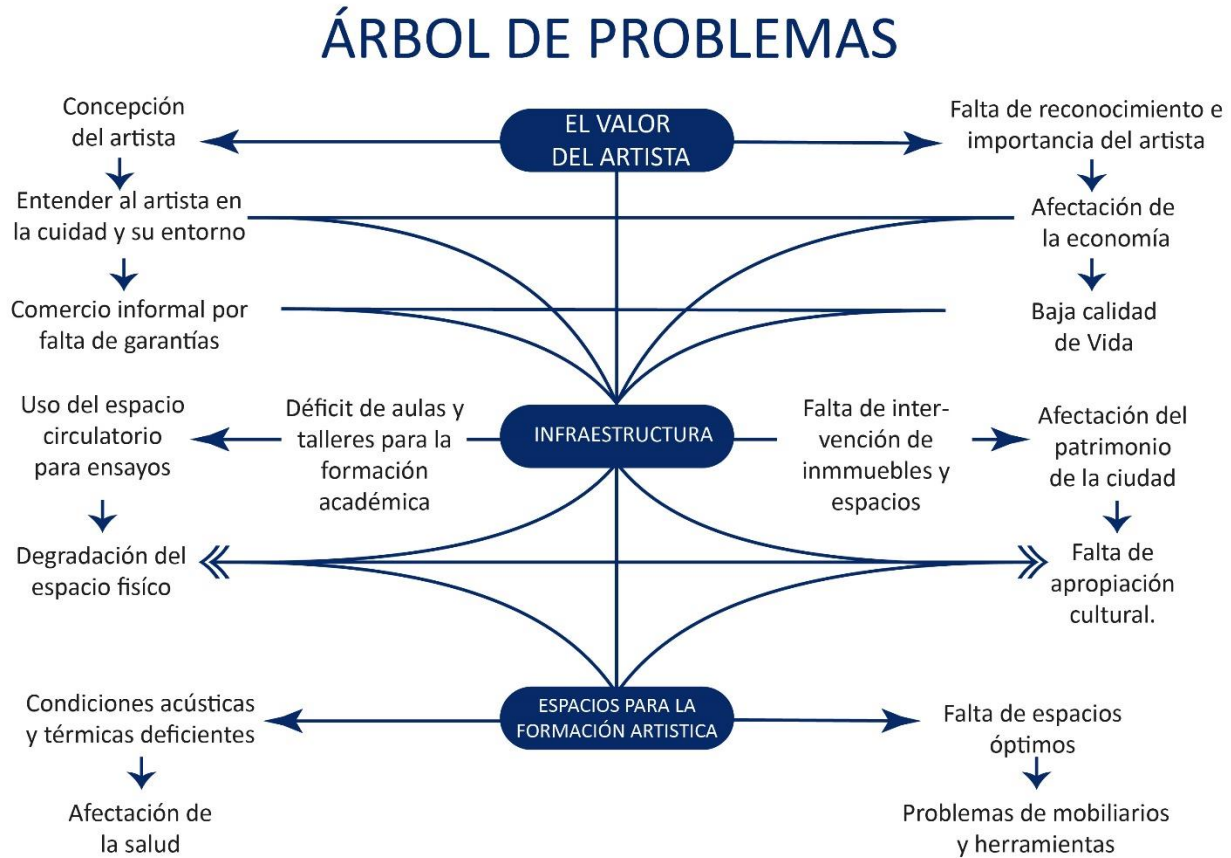 ÁRBOL DE PROBLEMAS
EL VALOR
DEL ARTISTA
Concepción
del artista
Entender al artista en
la cuidad y su entorno
Comercio informal por
falta de garantías
Falta de reconocimiento e
importancia del artista
Afectación de
la economía
Baja calidad
de Vida
INFRAESTRUCTURA
Déficit de aulas y
talleres para la
formación
académica
Uso del espacio
circulatorio
para ensayos
Degradación del
espacio fisíco
Falta de inter-
vención de
inmmuebles y
espacios
Afectación del
patrimonio
de la ciudad
Falta de
apropiación
cultural.
ESPACIOS PARA LA
FORMACIÓN ARTISTICA
Condiciones acústicas
y térmicas deficientes
Afectación de
la salud
Falta de espacios
óptimos
Problemas de mobiliarios
y herramientas